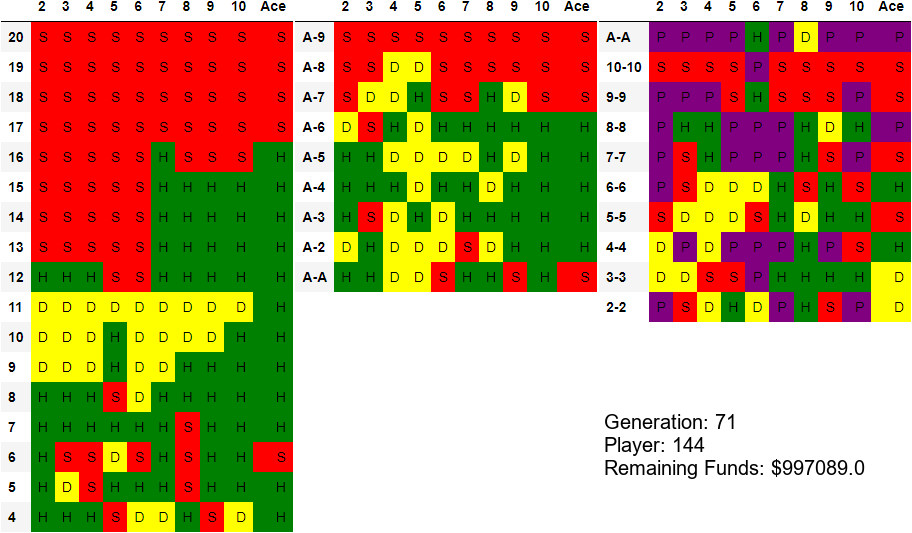 2 3 4 5 6 7 8 9 10 Ace
20 S S S S S S S S S S
19 S S S S S S S S S S
18 S S S S S S S S S S
17 S S S S S S S S S S
16 S S S S S H S S S H
15 S S S S S H H H H H
14 S S S S S H H H H H
13 S S S S S H H H H H
12 H H H S S H H H H H
11 D D D D D D D D D H
10 D D D H D D D D H H
9 D D D H D D H H H H
8 H H H S D H H H H H
7 H H H H H H S H H H
6 H S S D S H S H H S
5 H D S H H H S H H H
4 H H H S D D H S D H
2 3 4 5 6 7 8 9 10 Ace
A-9 S S S S S S S S S S
A-8 S S D D S S S S S S
A-7 S D D H S S H D S S
A-6 D S H D H H H H H H
A-5 H H D D D D H D H H
A-4 H H H D H H D H H H
A-3 H S D H D H H H H H
A-2 D H D D D S D H H H
A-A H H D D S H H S H S
2 3 4 5 6 7 8 9 10 Ace
A-A P P P P H P D P P P
10-10 S S S S P S S S S S
9-9 P P P S H S S S P S
8-8 P H H P P P H D H P
7-7 P S H P P P H S P S
6-6 P S D D D H S H S H
5-5 S D D D S H D H H S
4-4 D P D P P P H P S H
3-3 D D S S P H H H H D
2-2 P S D H D P H S P D
Generation: 71
Player: 144
Remaining Funds: $997089.0